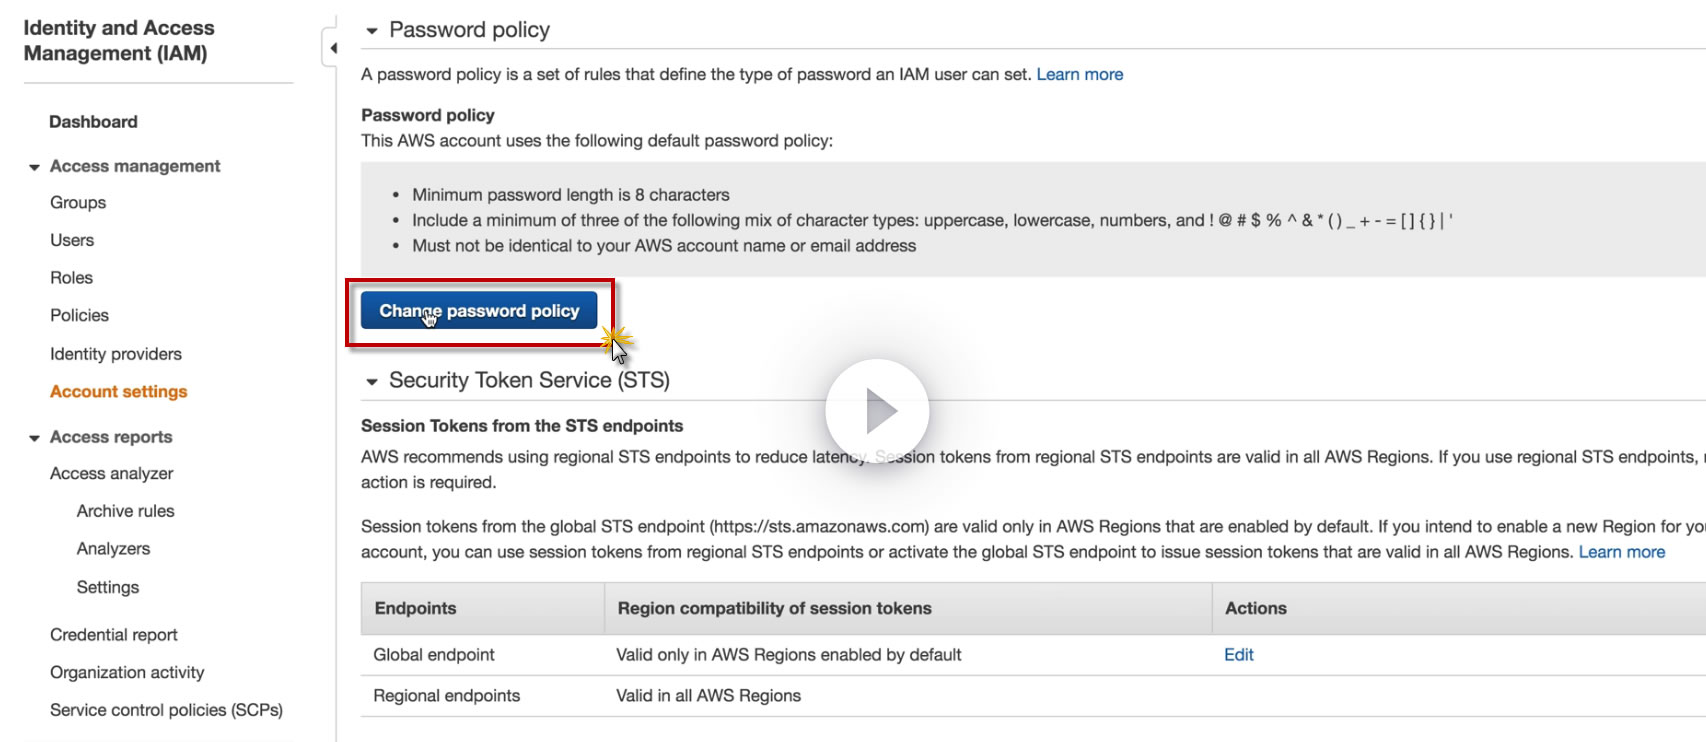 Identity and Access
Management (IAM)
Dashboard
Access management
Groups
Users
Roles
Policies
Identity providers
Account settings
Access reports
Access analyzer
Archive rules
Analyzers
Settings
Credential report
Organization activity
Service control policies (SCPs)
Password policy
A password policy is a set of rules that define the type of password an IAM user can set. Learn more
Password policy
This AWS account uses the following default password policy:
• Minimum password length is 8 characters
• Include a minimum of three of the following mix of character types: uppercase, lowercase, numbers, and ! @ # $ % ^ & * ( ) _ + - = [ ] { } | '
• Must not be identical to your AWS account name or email address
Change password policy
Security Token Service (STS)
Session Tokens from the STS endpoints
AWS recommends using regional STS endpoints to reduce latency. Session tokens from regional STS endpoints are valid in all AWS Regions. If you use regional STS endpoints,
action is required.
Session tokens from the global STS endpoint (https://sts.amazonaws.com) are valid only in AWS Regions that are enabled by default. If you intend to enable a new Region for yo
account, you can use session tokens from regional STS endpoints or activate the global STS endpoint to issue session tokens that are valid in all AWS Regions. Learn more
Endpoints Region compatibility of session tokens Actions
Global endpoint Valid only in AWS Regions enabled by default Edit
Regional endpoints Valid in all AWS Regions